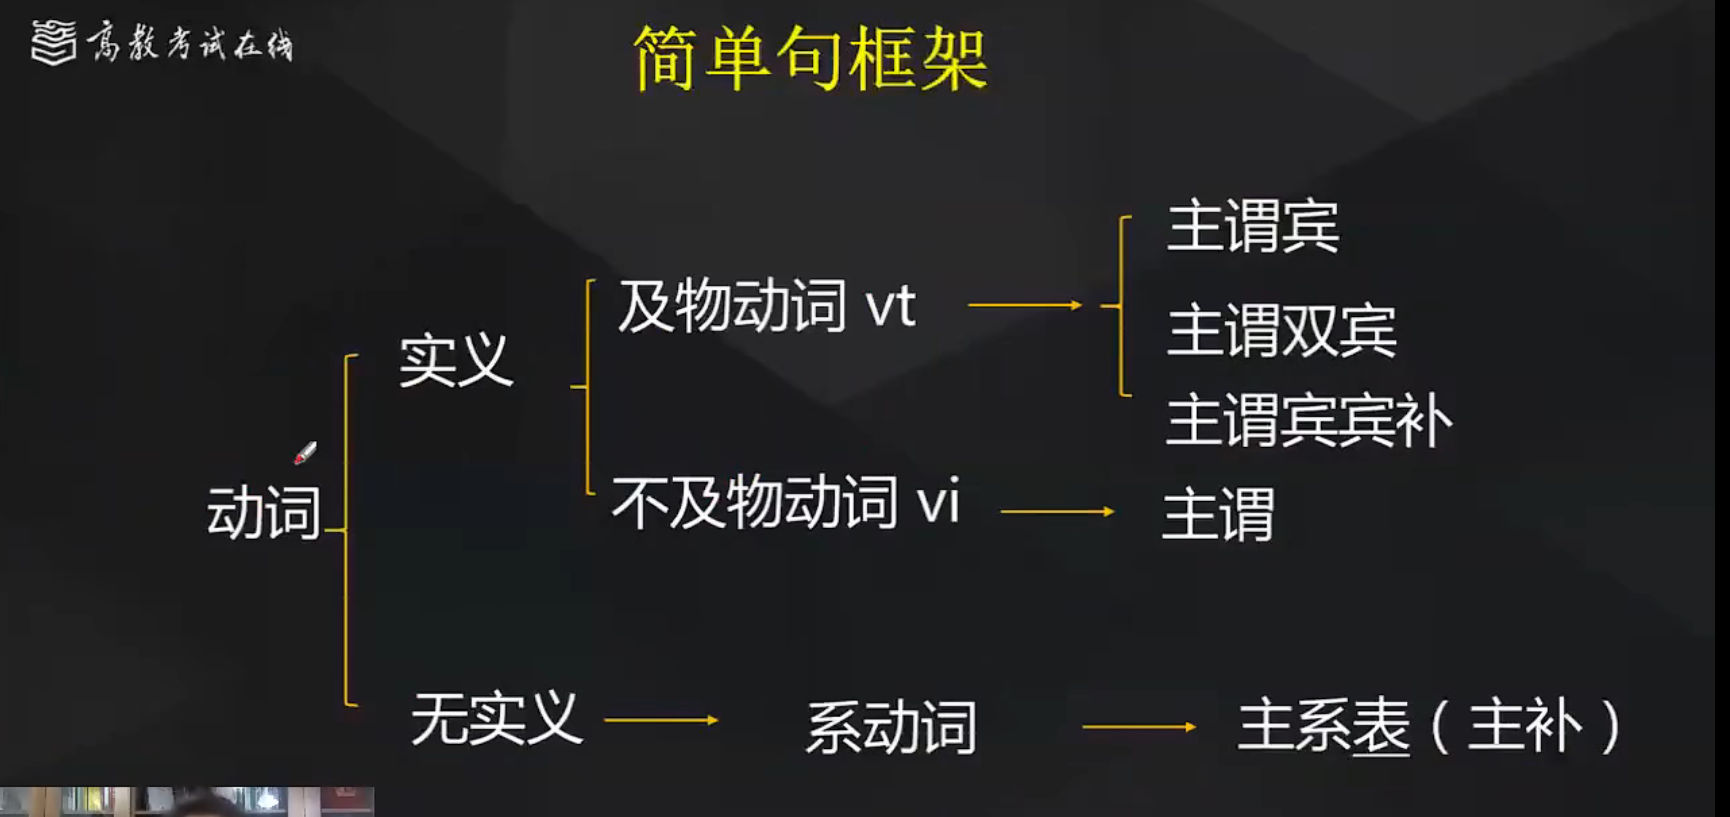 高教考试在线
简单句框架
主谓宾
及物动词 vt
主谓双宾
实义
主谓宾宾补
动词
不及物动词 vi
主谓
无实义
系动词
主系表（主补）